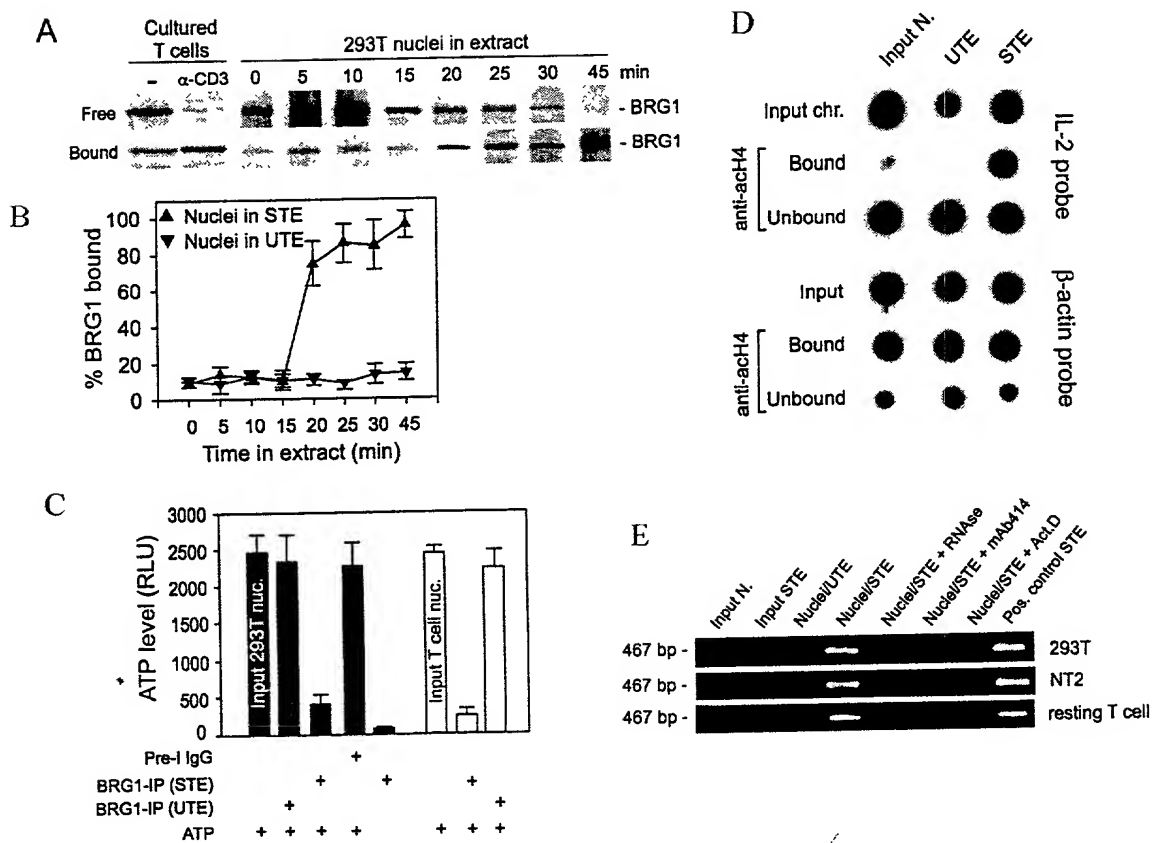 A
Cultured
T cells
– α-CD3
293T nuclei in extract
0 5 10 15 20 25 30 45 min
Free - BRG1
Bound - BRG1
B
% BRG1 bound
100
80
60
40
20
0
▲ Nuclei in STE
▼ Nuclei in UTE
0 5 10 15 20 25 30 45
Time in extract (min)
C
ATP level (RLU)
3000
2500
2000
1500
1000
500
0
Input 293T nuc.
Input T cell nuc.
Pre-I IgG +
BRG1-IP (STE) + + +
BRG1-IP (UTE) + +
ATP + + + + + + +
D
Input N. UTE STE
Input chr.
anti-acH4
Bound
Unbound
IL-2 probe
Input
anti-acH4
Bound
Unbound
β-actin probe
E
Input N.
Input STE
Nuclei/UTE
Nuclei/STE
Nuclei/STE + RNAse
Nuclei/STE + mAb414
Nuclei/STE + Act.D
Pos. control STE
467 bp - 293T
467 bp - NT2
467 bp - resting T cell